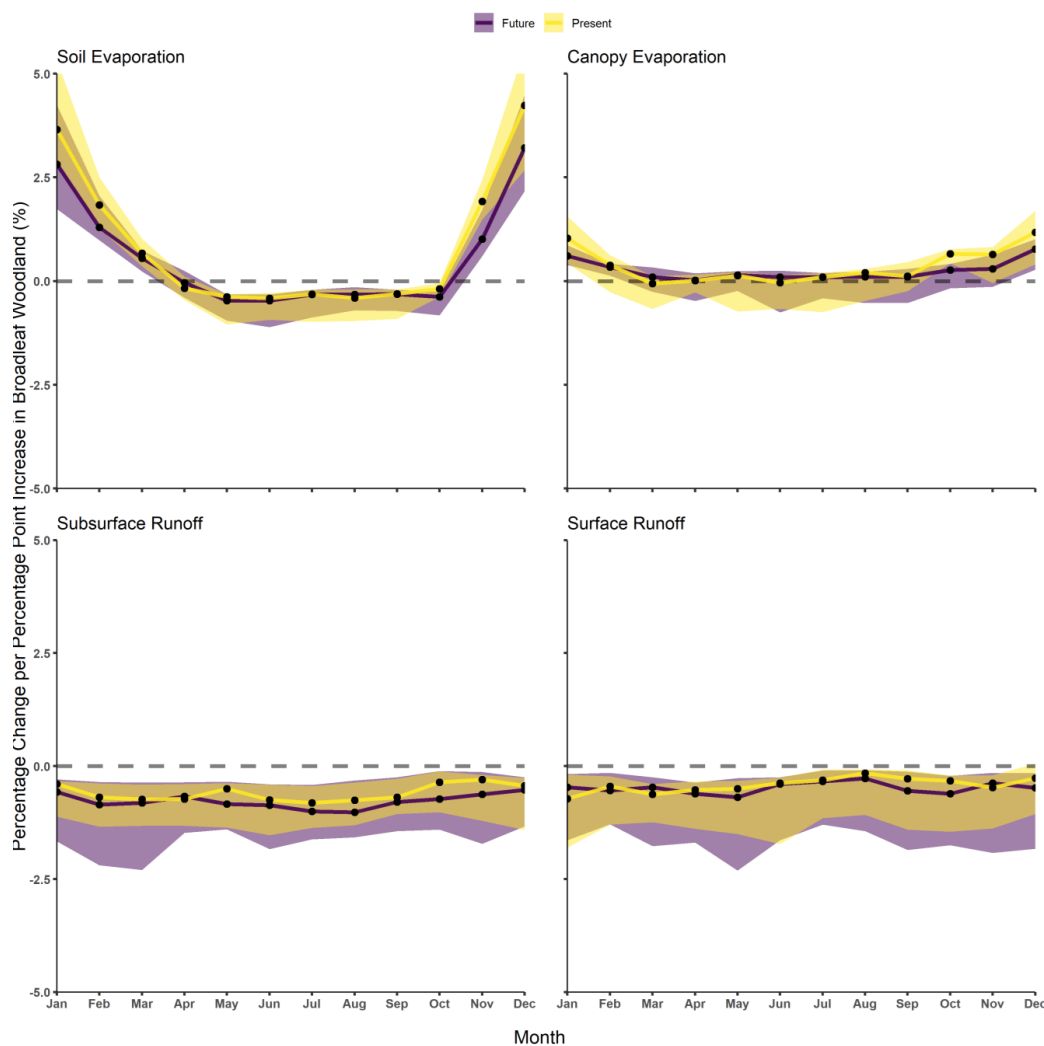 Future Present
Soil Evaporation
Canopy Evaporation
5.0
2.5
0.0
-2.5
-5.0
Subsurface Runoff
Surface Runoff
5.0
2.5
0.0
-2.5
-5.0
Jan Feb Mar Apr May Jun Jul Aug Sep Oct Nov Dec
Jan Feb Mar Apr May Jun Jul Aug Sep Oct Nov Dec
Month
Percentage Change per Percentage Point Increase in Broadleaf Woodland (%)